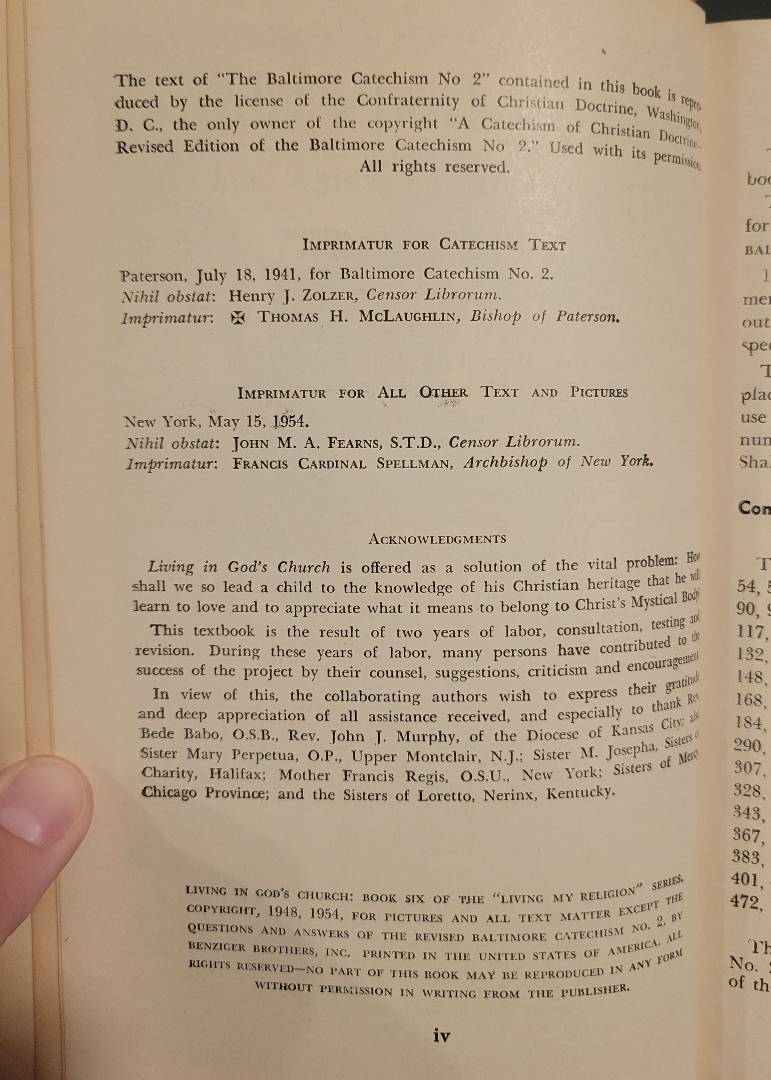 The text of "The Baltimore Catechism No 2" contained in this book is repro-
duced by the license of the Confraternity of Christian Doctrine, Washington,
D. C., the only owner of the copyright "A Catechism of Christian Doctrine-
Revised Edition of the Baltimore Catechism No 2." Used with its permission
All rights reserved.
IMPRIMATUR FOR CATECHISM TEXT
Paterson, July 18, 1941, for Baltimore Catechism No. 2.
Nihil obstat: Henry J. ZOLZER, Censor Librorum.
Imprimatur: ✠ THOMAS H. MCLAUGHLIN, Bishop of Paterson.
IMPRIMATUR FOR ALL OTHER TEXT AND PICTURES
New York, May 15, 1954.
Nihil obstat: JOHN M. A. FEARNS, S.T.D., Censor Librorum.
Imprimatur: FRANCIS CARDINAL SPELLMAN, Archbishop of New York.
ACKNOWLEDGMENTS
Living in God's Church is offered as a solution of the vital problem: How
shall we so lead a child to the knowledge of his Christian heritage that he will
learn to love and to appreciate what it means to belong to Christ's Mystical Body
This textbook is the result of two years of labor, consultation, testing and
revision. During these years of labor, many persons have contributed to the
success of the project by their counsel, suggestions, criticism and encouragement
In view of this, the collaborating authors wish to express their gratitude
and deep appreciation of all assistance received, and especially to thank Rev.
Bede Babo, O.S.B., Rev. John J. Murphy, of the Diocese of Kansas City; also
Sister Mary Perpetua, O.P., Upper Montclair, N.J.; Sister M. Josepha, Sisters of
Charity, Halifax; Mother Francis Regis, O.S.U., New York; Sisters of Mercy
Chicago Province; and the Sisters of Loretto, Nerinx, Kentucky.
LIVING IN GOD'S CHURCH: BOOK SIX OF THE "LIVING MY RELIGION" SERIES.
COPYRIGHT, 1948, 1954, FOR PICTURES AND ALL TEXT MATTER EXCEPT THE
QUESTIONS AND ANSWERS OF THE REVISED BALTIMORE CATECHISM NO. 2, BY
BENZIGER BROTHERS, INC. PRINTED IN THE UNITED STATES OF AMERICA. ALL
RIGHTS RESERVED—NO PART OF THIS BOOK MAY BE REPRODUCED IN ANY FORM
WITHOUT PERMISSION IN WRITING FROM THE PUBLISHER.
iv
for
out
use
Con
54,
117,
132,
148,
168,
184,
290,
307,
328,
343,
367,
383,
401,
472,
Th
No.
of th